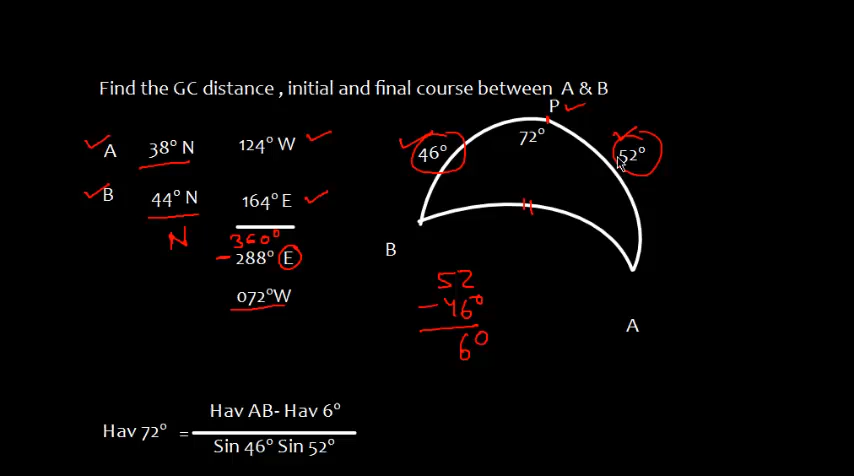 Find the GC distance , initial and final course between A & B
P
A 38° N 124° W
72°
46°
52°
B 44° N 164° E
N 360°
- 288° E
B
52
072°W
- 46°
A
6°
Hav 72° = Hav AB- Hav 6°
Sin 46° Sin 52°